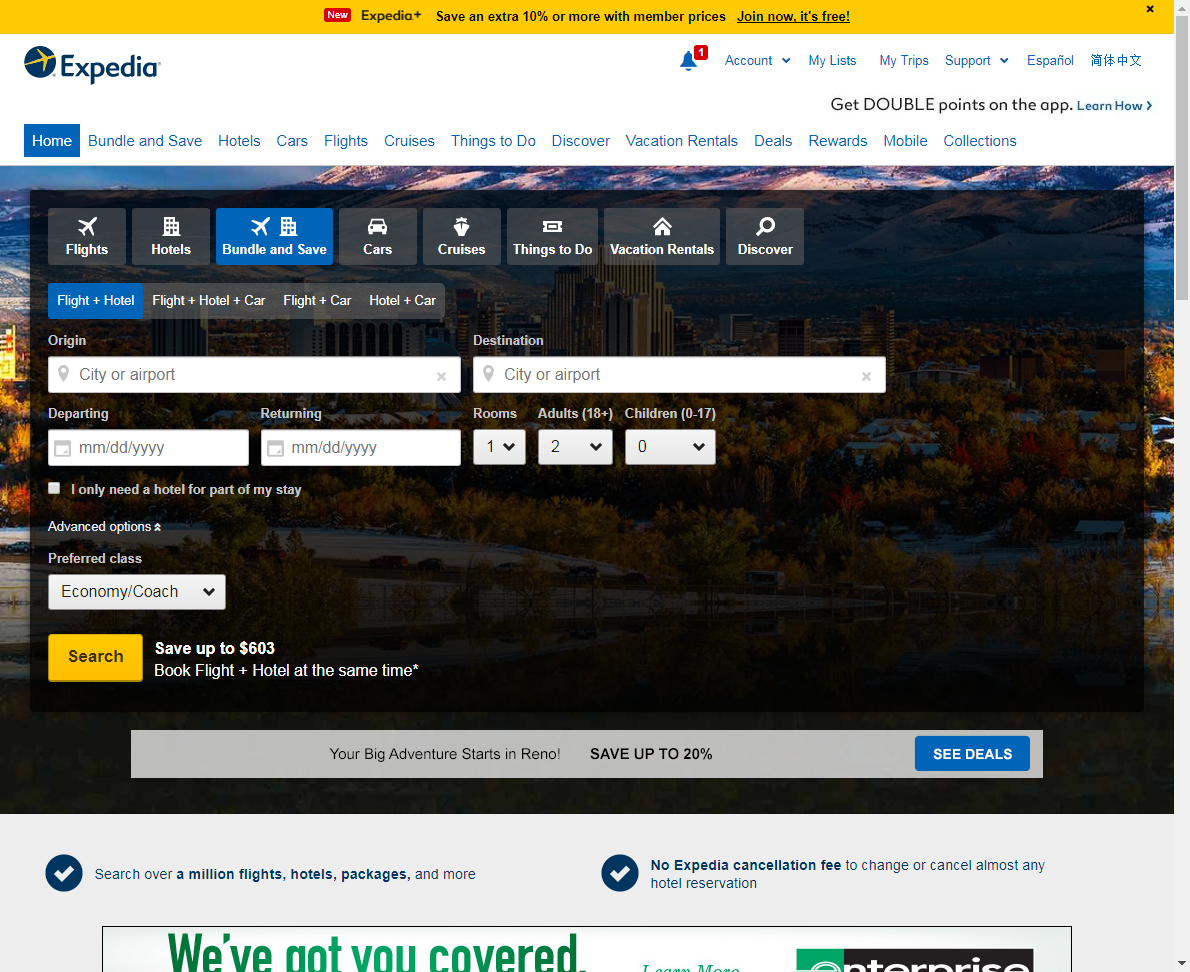 New Expedia+ Save an extra 10% or more with member prices Join now, it's free!
Expedia
1 Account My Lists My Trips Support Español 简体中文
Get DOUBLE points on the app. Learn How
Home Bundle and Save Hotels Cars Flights Cruises Things to Do Discover Vacation Rentals Deals Rewards Mobile Collections
Flights Hotels Bundle and Save Cars Cruises Things to Do Vacation Rentals Discover
Flight + Hotel Flight + Hotel + Car Flight + Car Hotel + Car
Origin Destination
City or airport City or airport
Departing Returning Rooms Adults (18+) Children (0-17)
mm/dd/yyyy mm/dd/yyyy 1 2 0
I only need a hotel for part of my stay
Advanced options
Preferred class
Economy/Coach
Search Save up to $603
Book Flight + Hotel at the same time*
Your Big Adventure Starts in Reno! SAVE UP TO 20% SEE DEALS
Search over a million flights, hotels, packages, and more
No Expedia cancellation fee to change or cancel almost any
hotel reservation
We've got you covered. Learn More enterprise